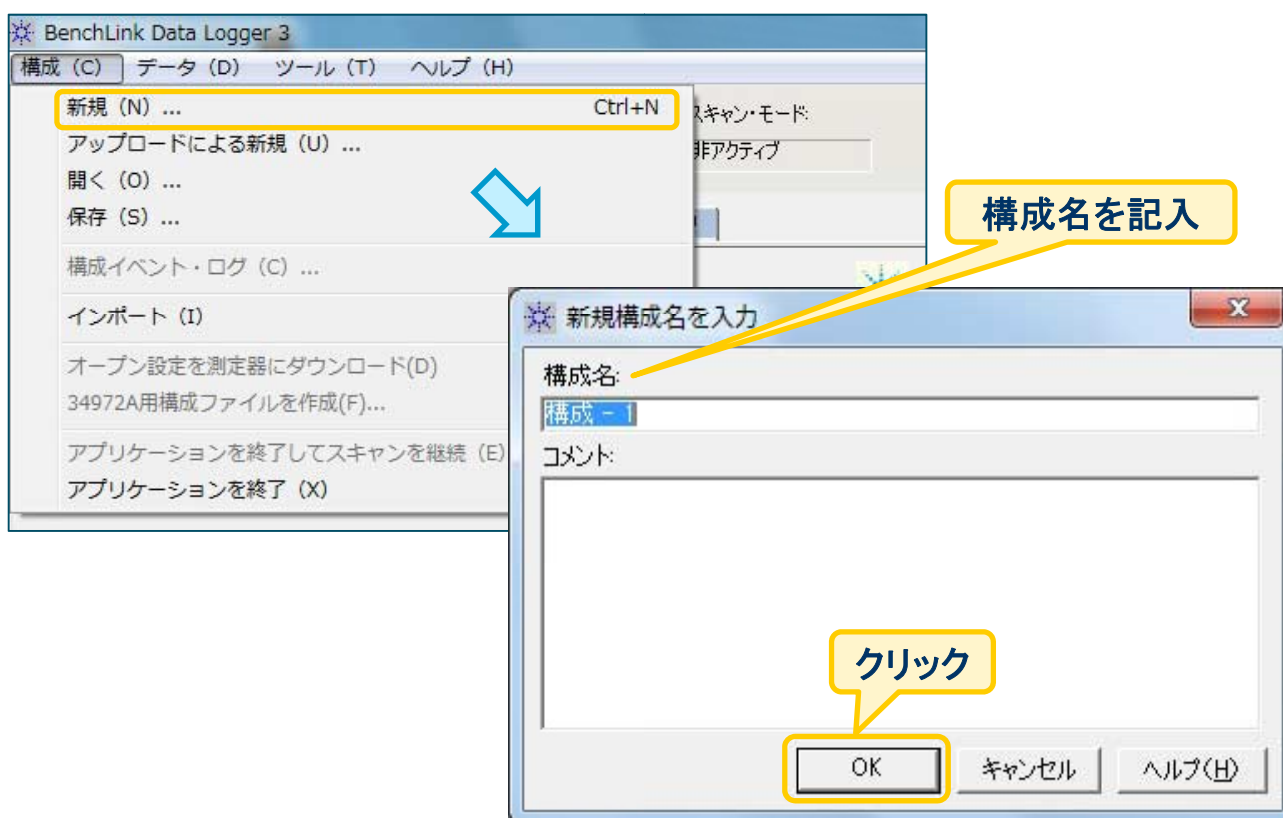 BenchLink Data Logger 3
構成 (C) データ (D) ツール (T) ヘルプ (H)
新規 (N) ... Ctrl+N
アップロードによる新規 (U) ...
開く (O) ...
保存 (S) ...
構成イベント・ログ (C) ...
インポート (I)
オープン設定を測定器にダウンロード(D)
34972A用構成ファイルを作成(F)...
アプリケーションを終了してスキャンを継続 (E)
アプリケーションを終了 (X)
スキャン・モード:
非アクティブ
構成名を記入
新規構成名を入力
構成名:
構成 - 1
コメント:
クリック
OK キャンセル ヘルプ(H)